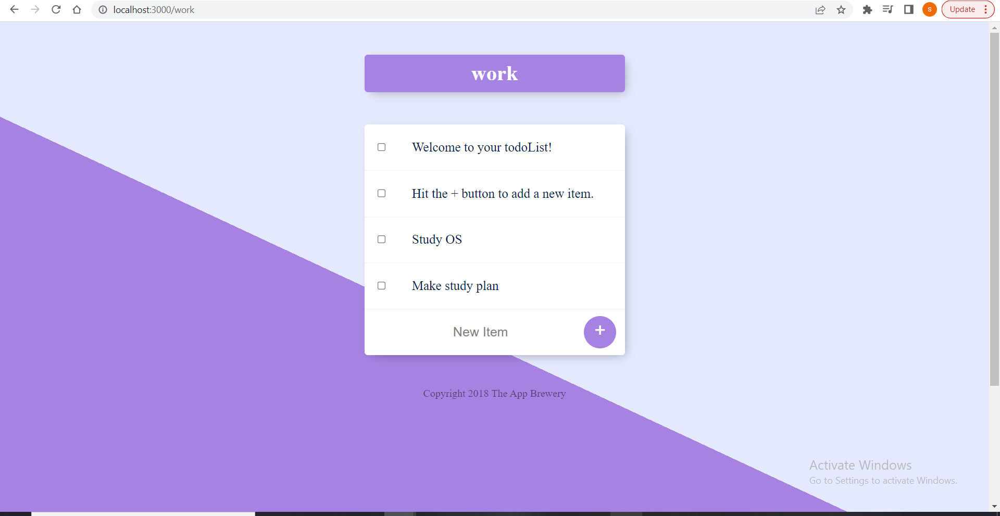 localhost:3000/work
S
Update
work
Welcome to your todoList!
Hit the + button to add a new item.
Study OS
Make study plan
New Item
+
Copyright 2018 The App Brewery
Activate Windows
Go to Settings to activate Windows.